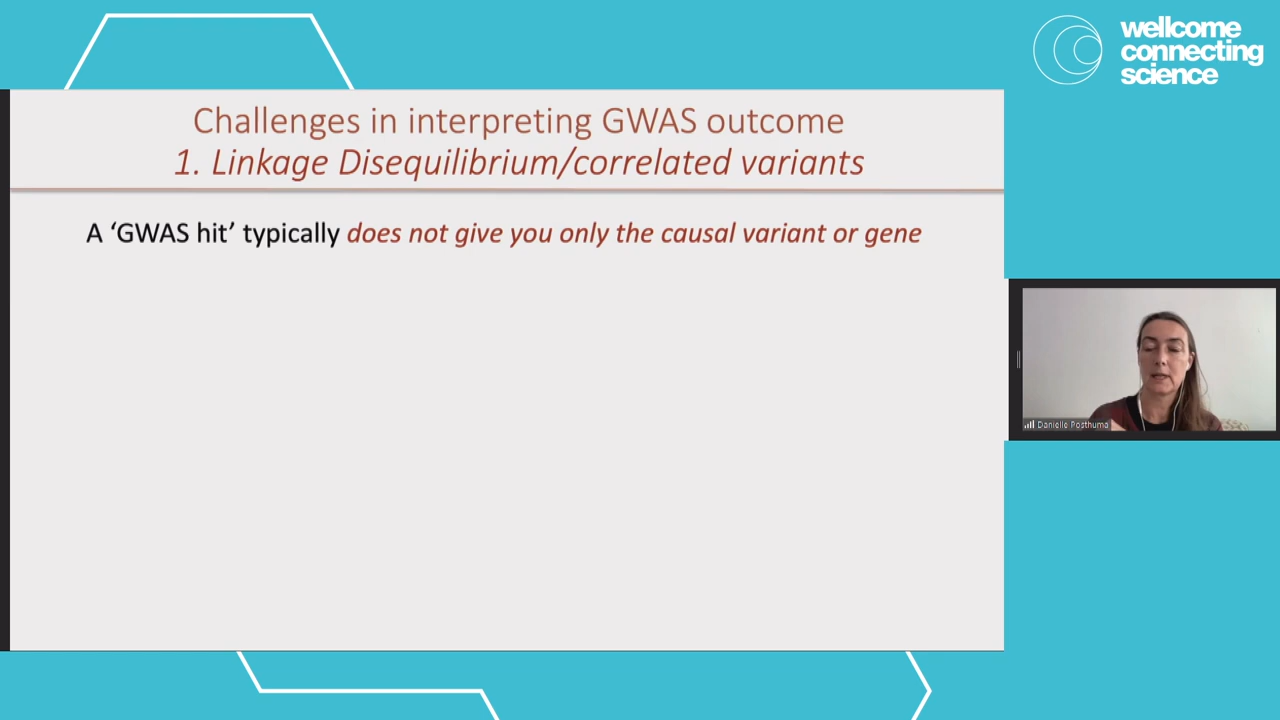 wellcome
connecting
science
Challenges in interpreting GWAS outcome
1. Linkage Disequilibrium/correlated variants
A ‘GWAS hit’ typically does not give you only the causal variant or gene
Danielle Posthuma